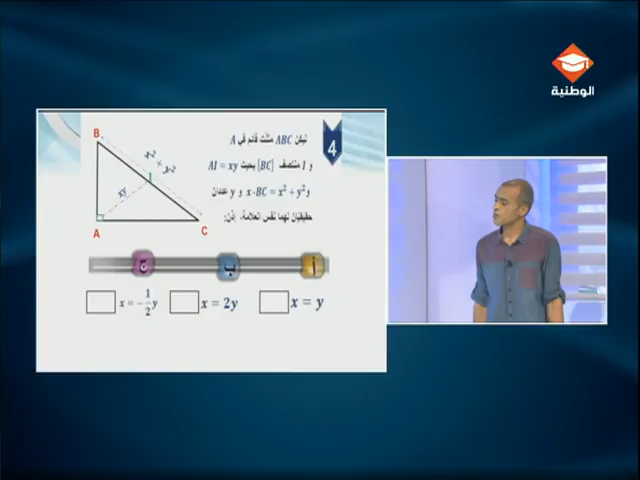 الوطنية
4
ليكن ABC مثلث قائم في A
و I منتصف [BC] بحيث AI = xy
و BC = x² + y². x و y عددان
حقيقيان لهما نفس العلامة، إذن:
B
x² + y²
I
xy
A
C
أ
ب
ج
x = y
x = 2y
x = -1/2 y